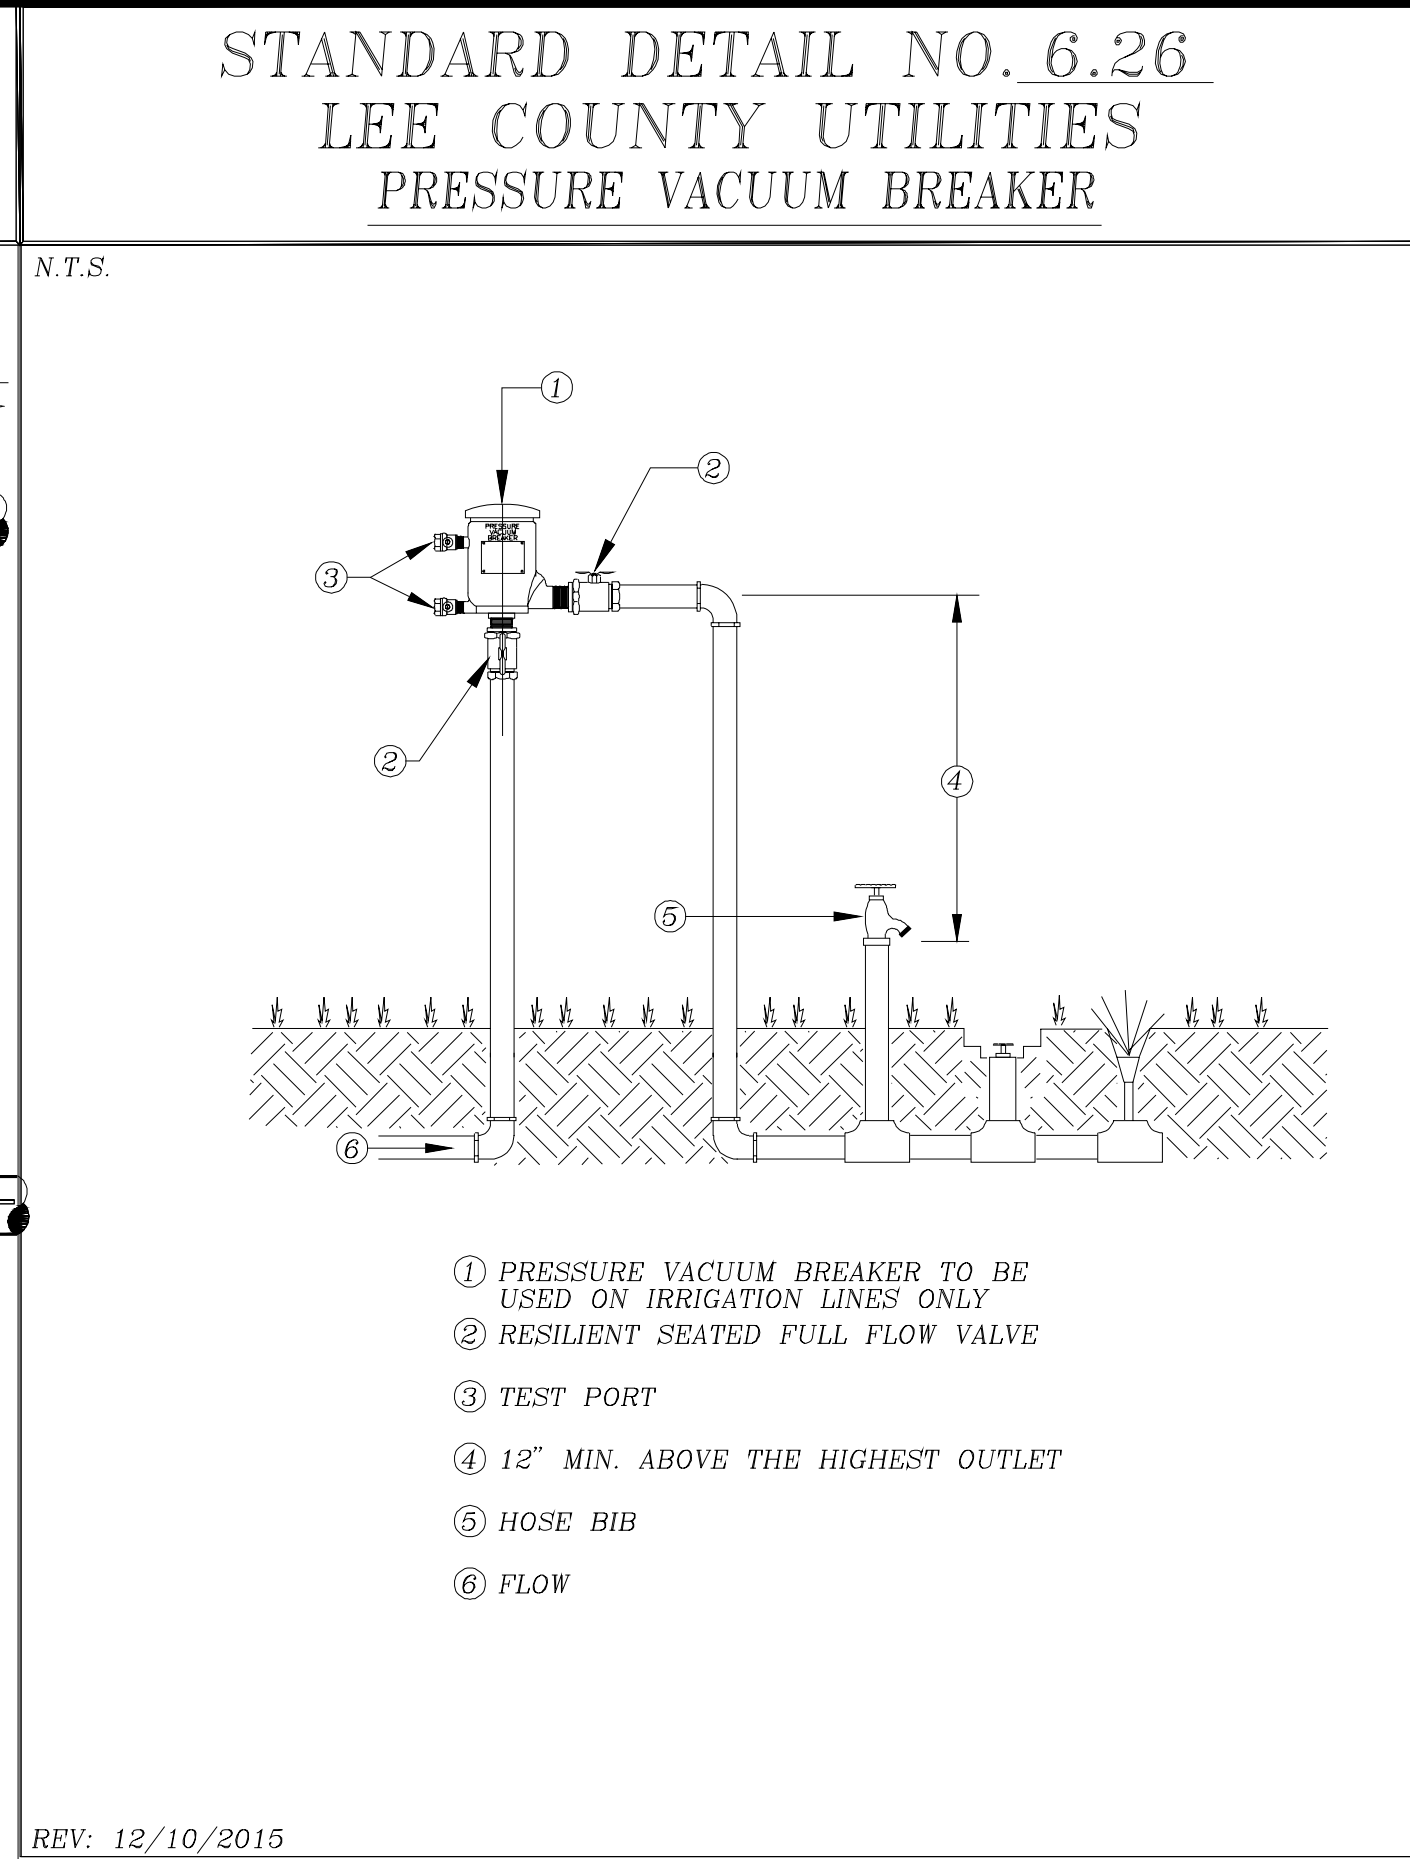 STANDARD DETAIL NO. 6.26
LEE COUNTY UTILITIES
PRESSURE VACUUM BREAKER
N.T.S.
1
2
PRESSURE
VACUUM
BREAKER
3
2
4
5
6
1 PRESSURE VACUUM BREAKER TO BE
USED ON IRRIGATION LINES ONLY
2 RESILIENT SEATED FULL FLOW VALVE
3 TEST PORT
4 12" MIN. ABOVE THE HIGHEST OUTLET
5 HOSE BIB
6 FLOW
REV: 12/10/2015